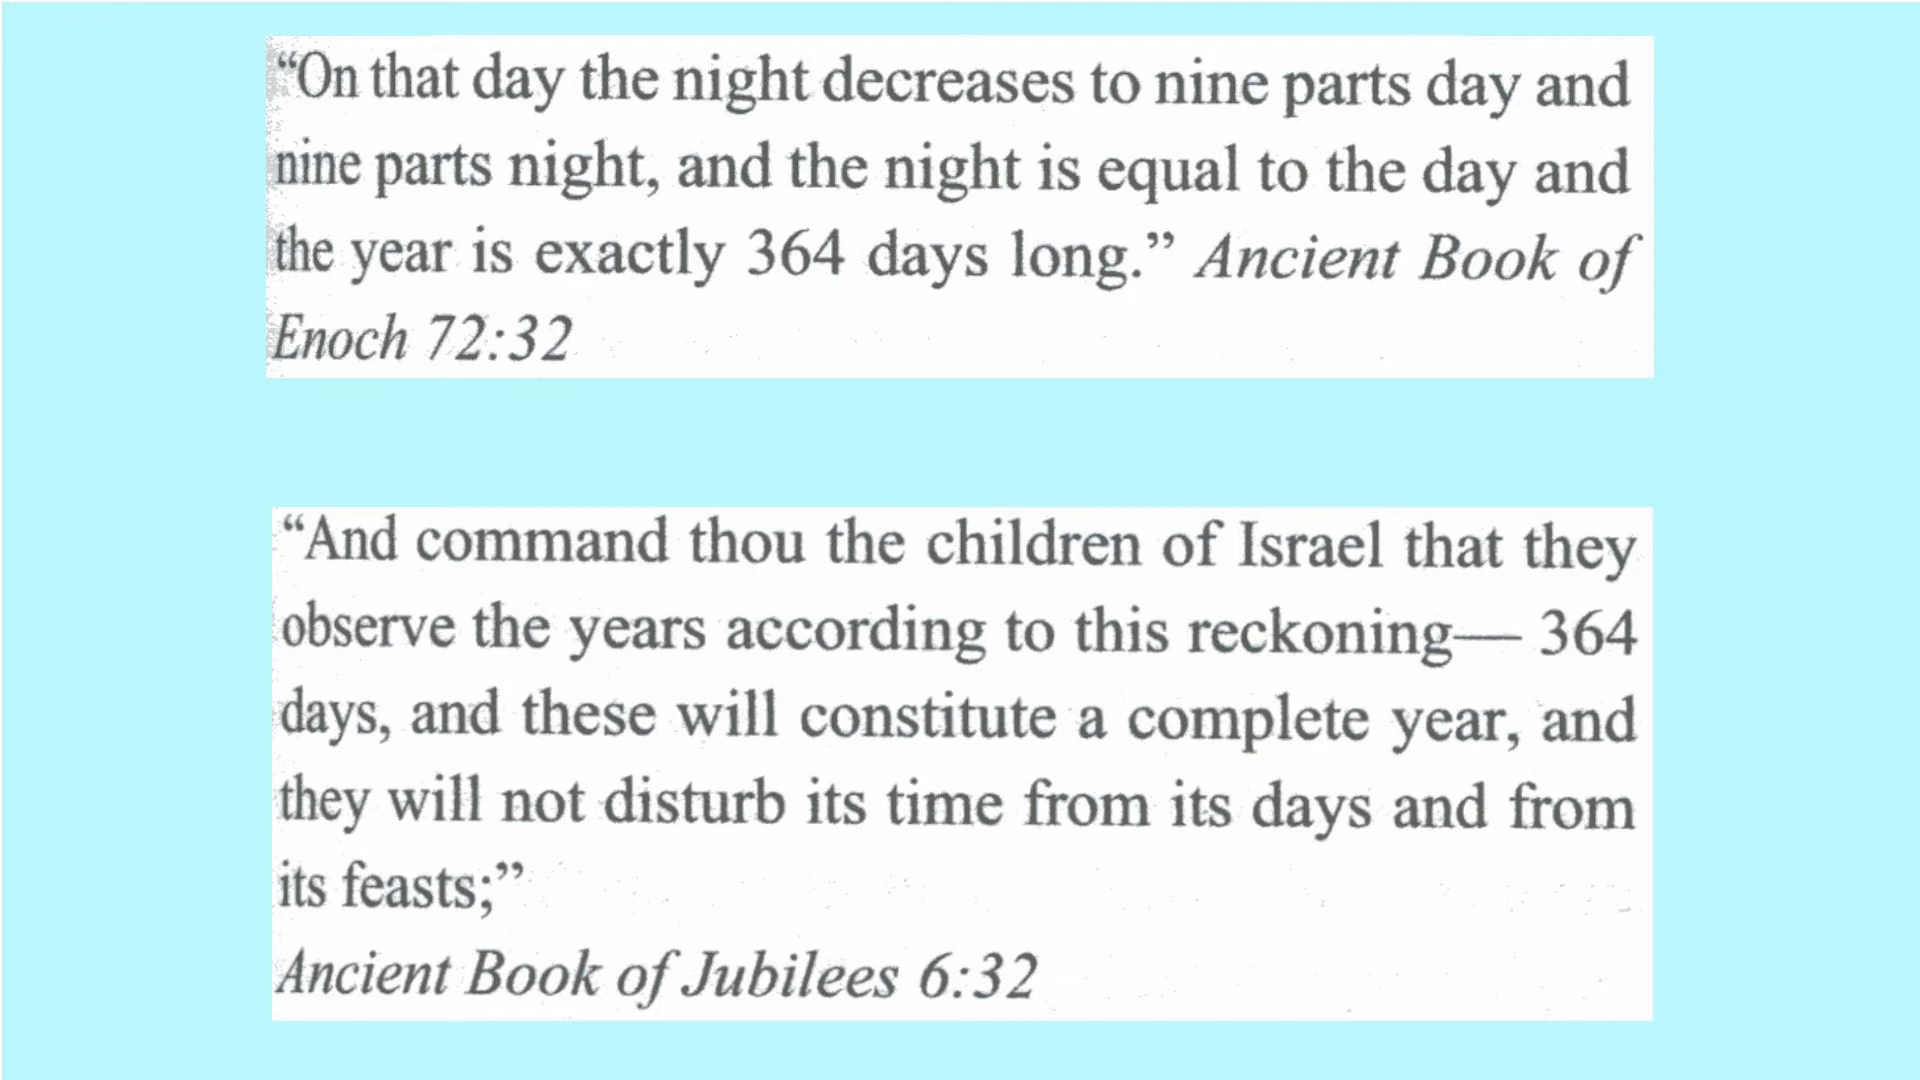 “On that day the night decreases to nine parts day and
nine parts night, and the night is equal to the day and
the year is exactly 364 days long.” Ancient Book of
Enoch 72:32
“And command thou the children of Israel that they
observe the years according to this reckoning— 364
days, and these will constitute a complete year, and
they will not disturb its time from its days and from
its feasts;”
Ancient Book of Jubilees 6:32